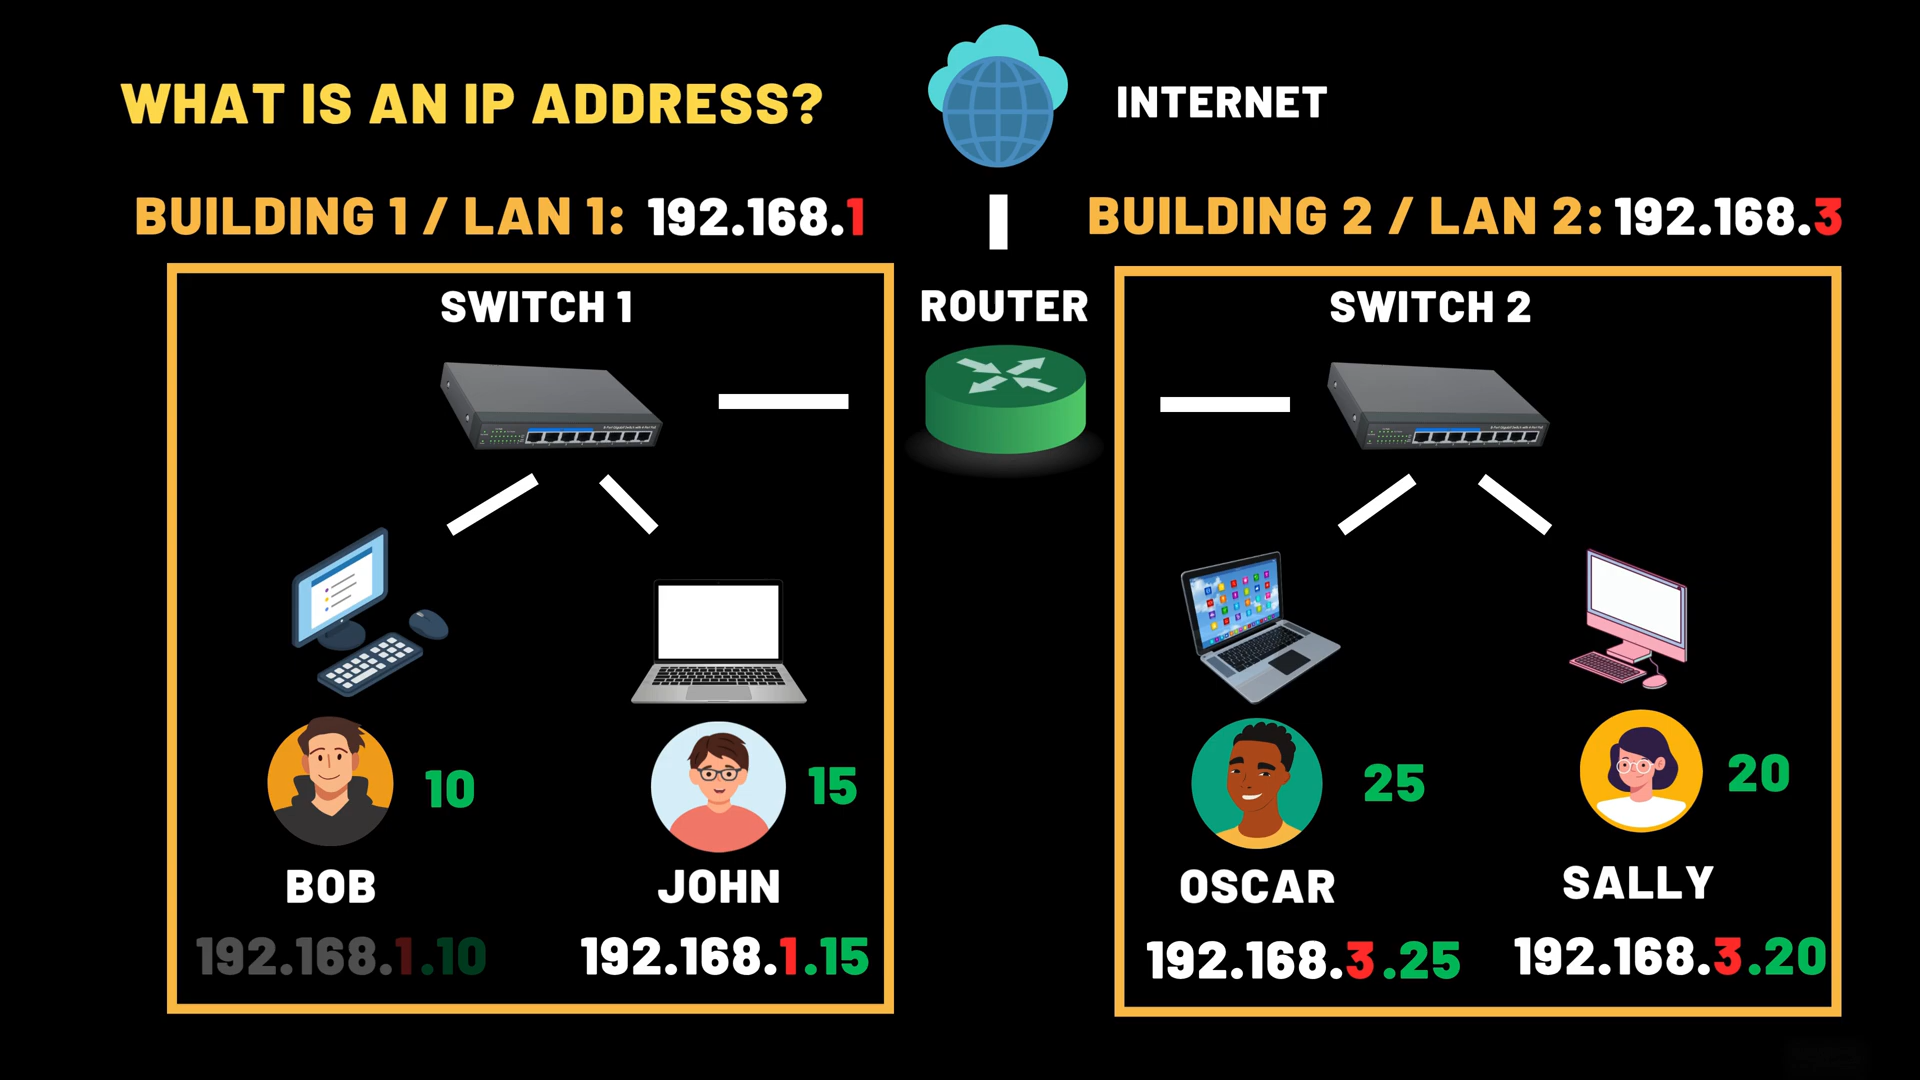 WHAT IS AN IP ADDRESS?
INTERNET
BUILDING 1 / LAN 1: 192.168.1
BUILDING 2 / LAN 2: 192.168.3
SWITCH 1
ROUTER
SWITCH 2
10
15
25
20
BOB
JOHN
OSCAR
SALLY
192.168.1.10
192.168.1.15
192.168.3.25
192.168.3.20